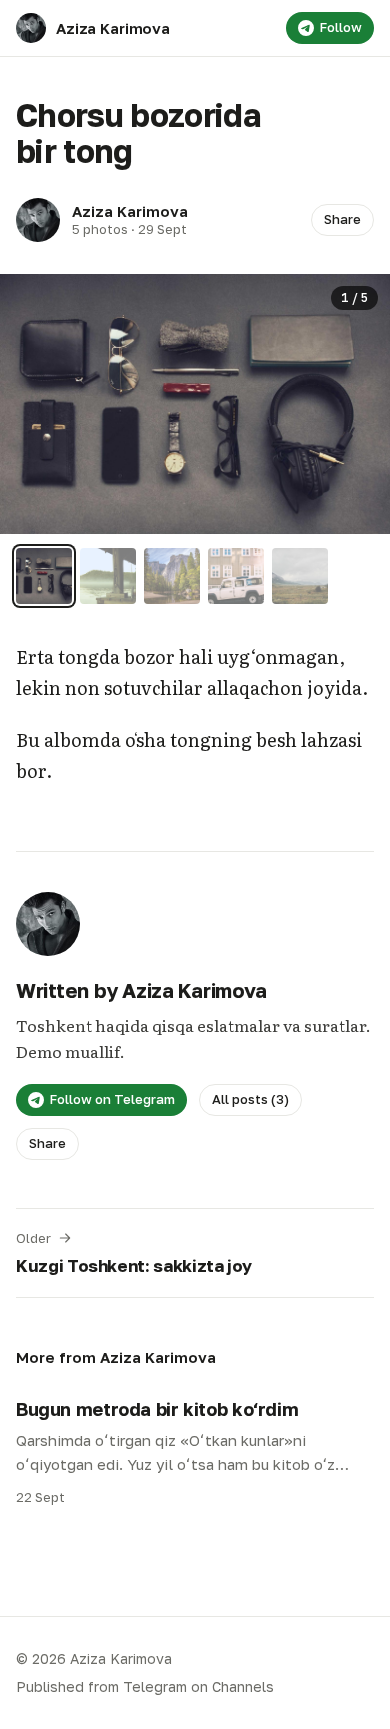 Aziza Karimova
Follow
Chorsu bozorida
bir tong
Aziza Karimova
5 photos · 29 Sept
Share
1 / 5
Erta tongda bozor hali uygʻonmagan,
lekin non sotuvchilar allaqachon joyida.
Bu albomda oʻsha tongning besh lahzasi
bor.
Written by Aziza Karimova
Toshkent haqida qisqa eslatmalar va suratlar.
Demo muallif.
Follow on Telegram
All posts (3)
Share
Older →
Kuzgi Toshkent: sakkizta joy
More from Aziza Karimova
Bugun metroda bir kitob koʻrdim
Qarshimda oʻtirgan qiz «Oʻtkan kunlar»ni
oʻqiyotgan edi. Yuz yil oʻtsa ham bu kitob oʻz…
22 Sept
© 2026 Aziza Karimova
Published from Telegram on Channels